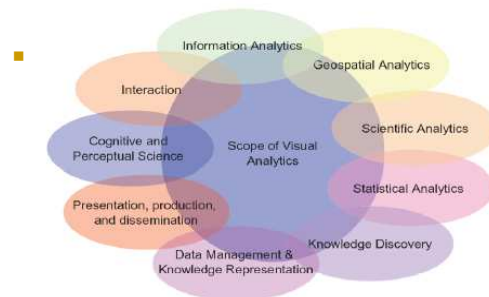 Information Analytics
Geospatial Analytics
Interaction
Scientific Analytics
Cognitive and
Perceptual Science
Scope of Visual
Analytics
Statistical Analytics
Presentation, production,
and dissemination
Knowledge Discovery
Data Management &
Knowledge Representation